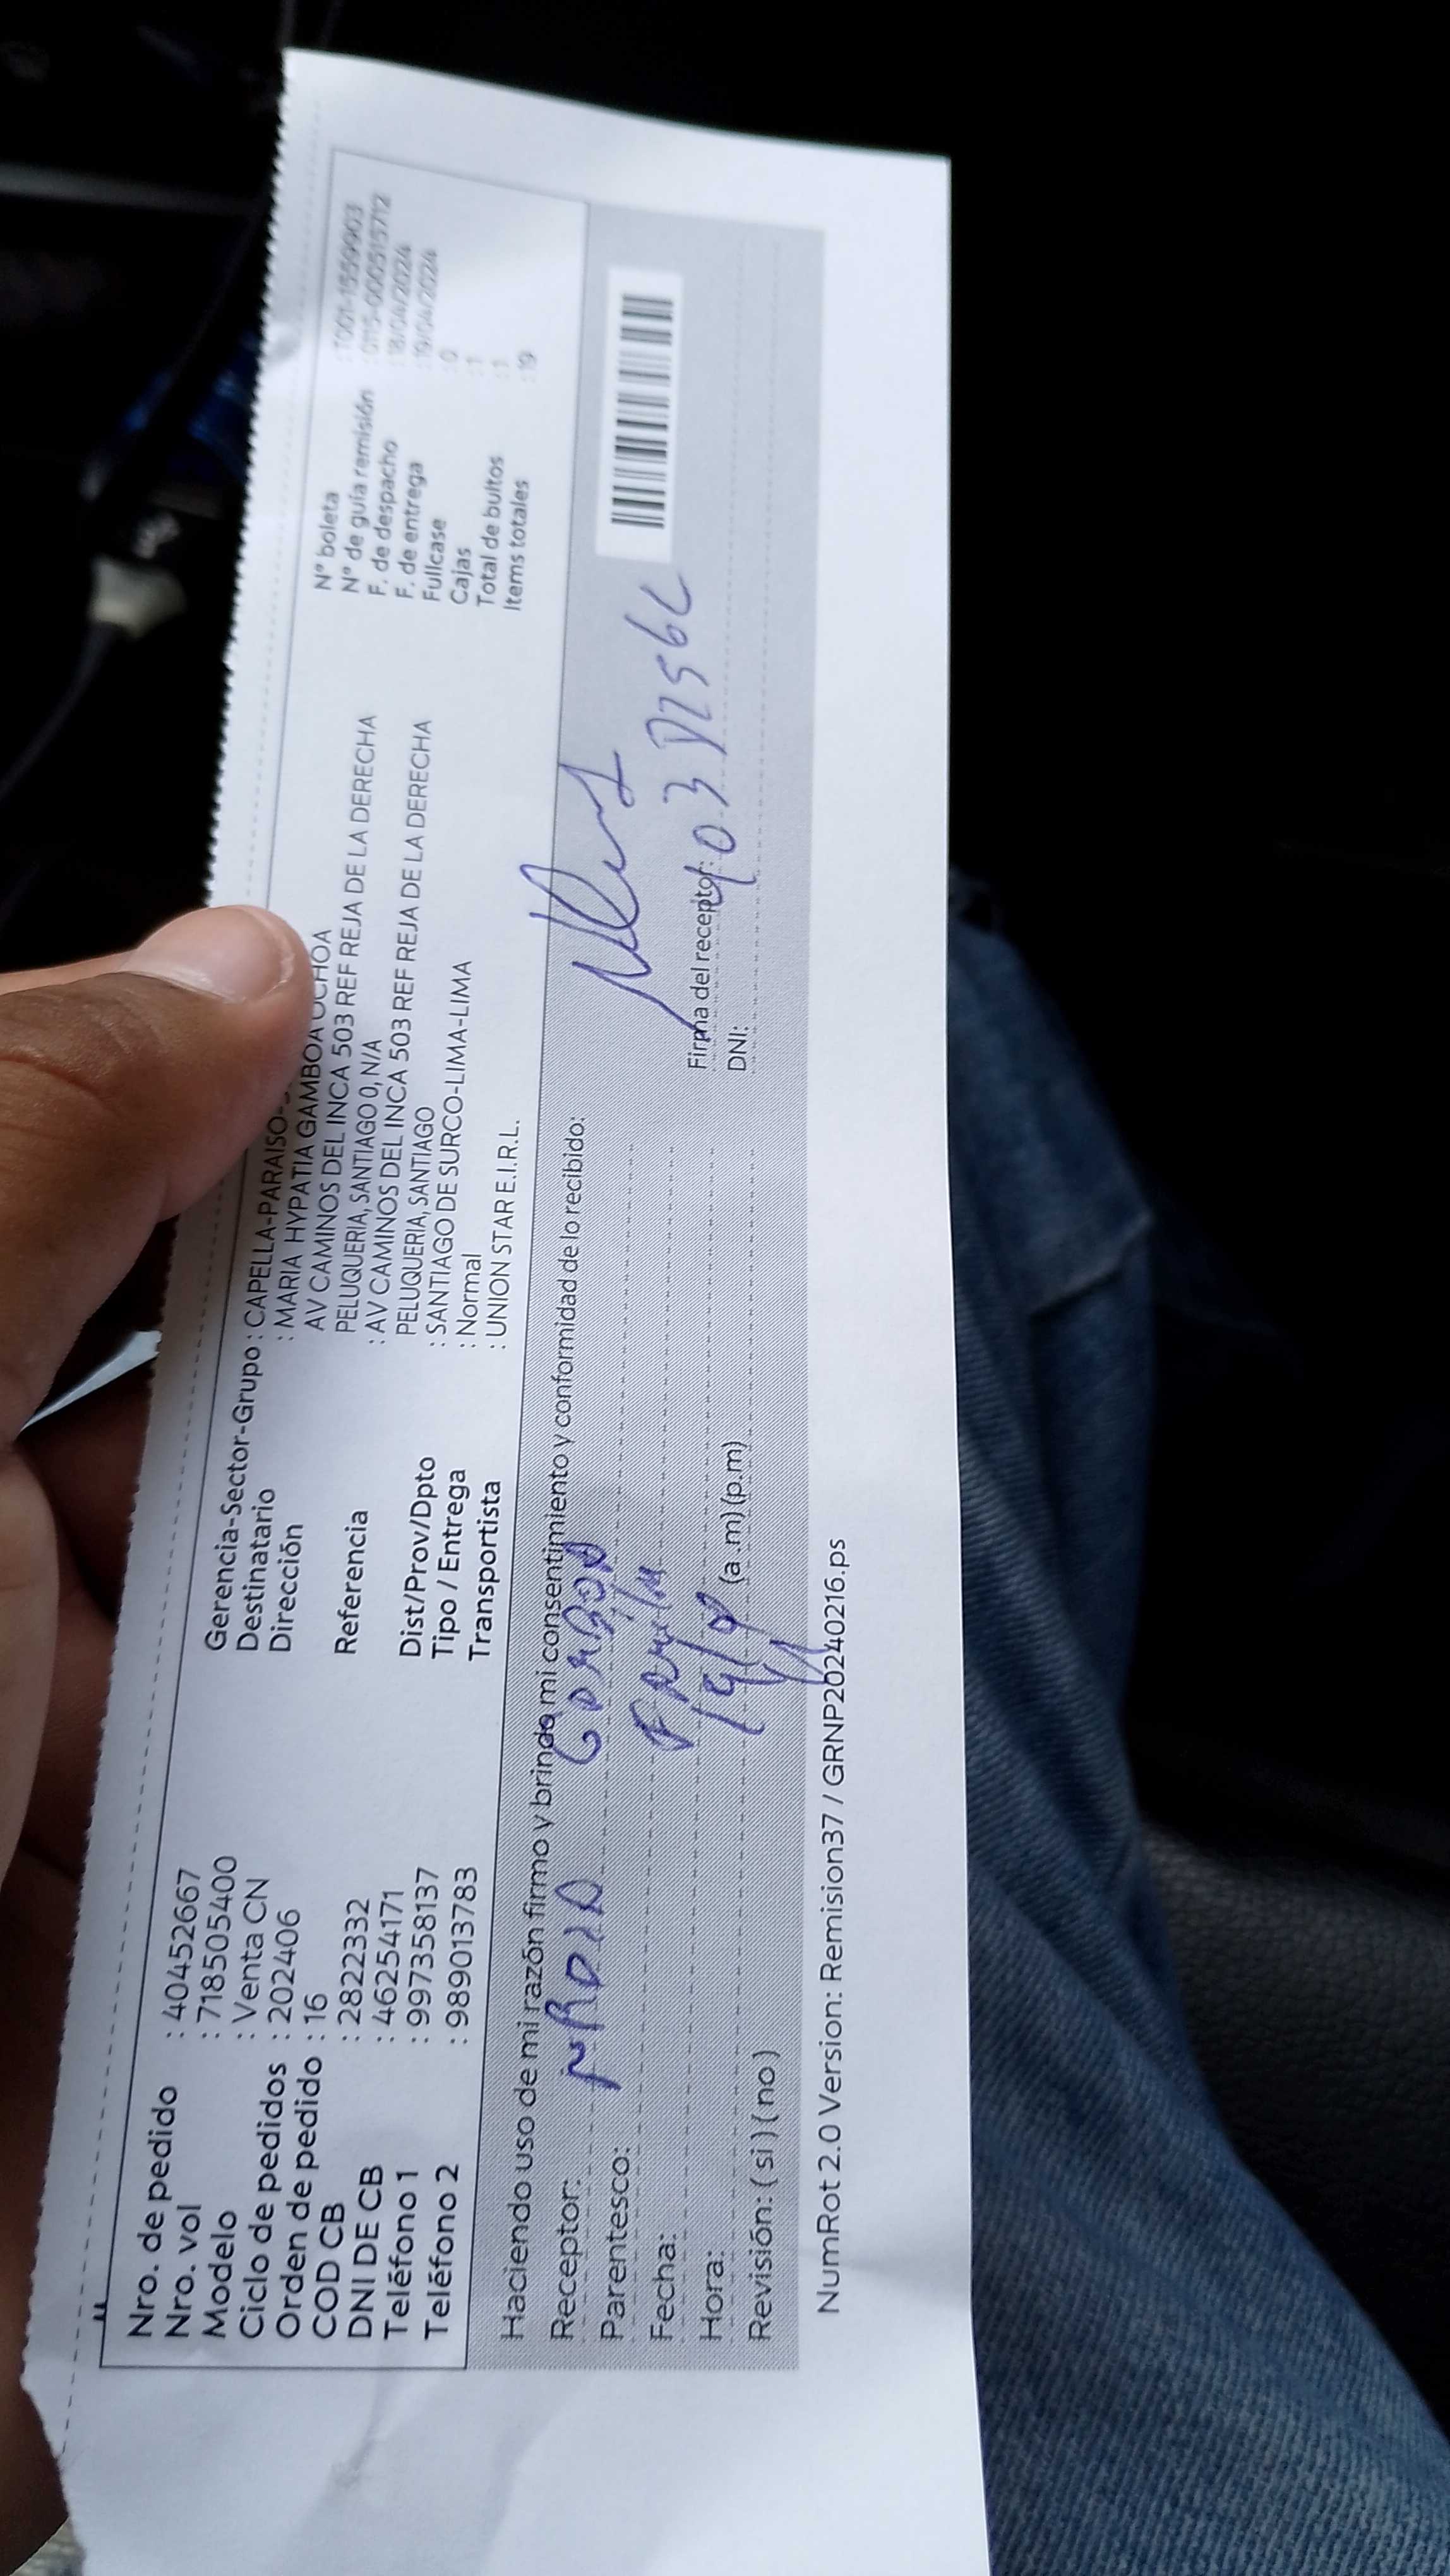 Nro. de pedido : 40452667
Nro. vol : 718505400
Modelo : Venta CN
Ciclo de pedidos : 202406
Orden de pedido : 16
COD CB : 2822332
DNI DE CB : 46254171
Teléfono 1 : 997358137
Teléfono 2 : 989013783
Gerencia-Sector-Grupo : CAPELLA-PARAISO-
Destinatario : MARIA HYPATIA GAMBOA OCHOA
Dirección AV CAMINOS DEL INCA 503 REF REJA DE LA DERECHA
PELUQUERIA, SANTIAGO 0, N/A
Referencia : AV CAMINOS DEL INCA 503 REF REJA DE LA DERECHA
PELUQUERIA, SANTIAGO
Dist/Prov/Dpto : SANTIAGO DE SURCO-LIMA-LIMA
Tipo / Entrega : Normal
Transportista : UNION STAR E.I.R.L.
N° boleta : T001-1559903
N° de guía remisión : 0115-000515712
F. de despacho : 18/04/2024
F. de entrega : 19/04/2024
Fullcase : 0
Cajas : 1
Total de bultos : 1
Items totales : 19
Haciendo uso de mi razón firmo y brindo mi consentimiento y conformidad de lo recibido:
Receptor:
Parentesco:
Fecha:
Hora: (a .m) (p.m)
Revisión: ( si ) ( no )
Firma del receptor:
DNI:
NumRot 2.0 Version: Remision37 / GRNP20240216.ps